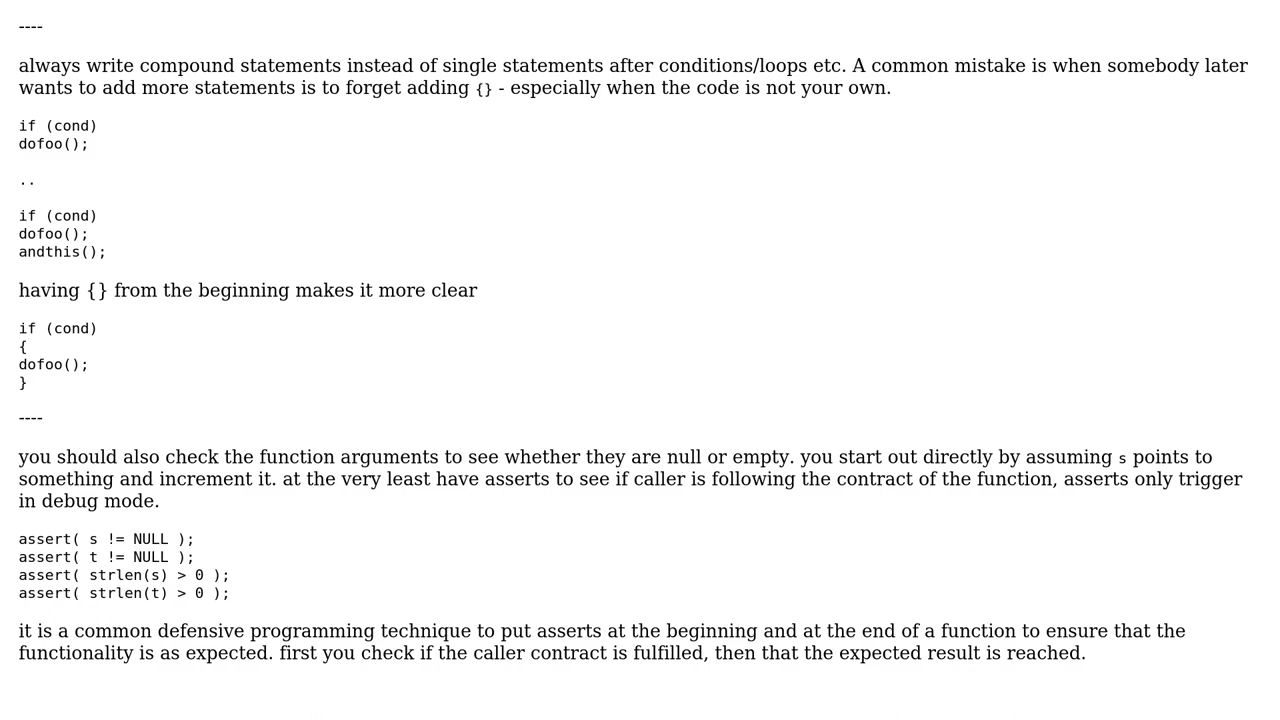 ----
always write compound statements instead of single statements after conditions/loops etc. A common mistake is when somebody later
wants to add more statements is to forget adding {} - especially when the code is not your own.
if (cond)
dofoo();
..
if (cond)
dofoo();
andthis();
having {} from the beginning makes it more clear
if (cond)
{
dofoo();
}
----
you should also check the function arguments to see whether they are null or empty. you start out directly by assuming s points to
something and increment it. at the very least have asserts to see if caller is following the contract of the function, asserts only trigger
in debug mode.
assert( s != NULL );
assert( t != NULL );
assert( strlen(s) > 0 );
assert( strlen(t) > 0 );
it is a common defensive programming technique to put asserts at the beginning and at the end of a function to ensure that the
functionality is as expected. first you check if the caller contract is fulfilled, then that the expected result is reached.